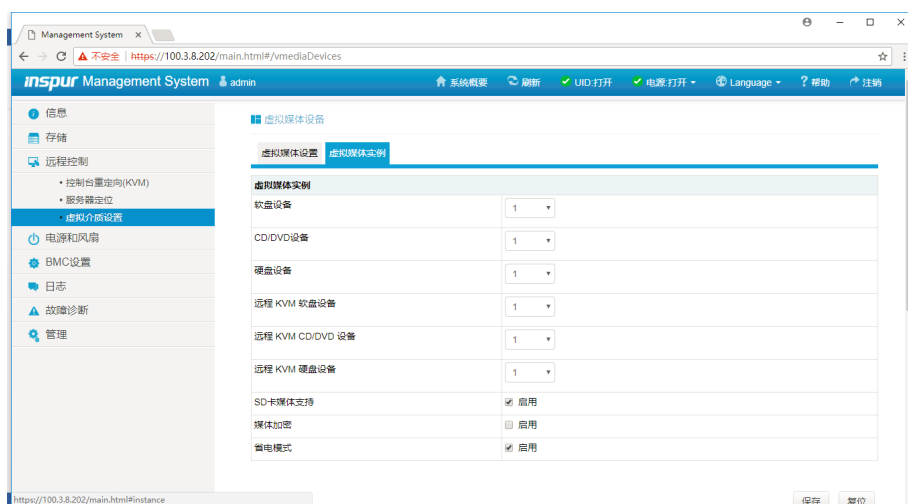 Management System
不安全 | https://100.3.8.202/main.html#/vmediaDevices
inspur Management System admin 系统概要 刷新 UID:打开 电源:打开 Language ? 帮助 注销
信息
存储
远程控制
• 控制台重定向(KVM)
• 服务器定位
• 虚拟介质设置
电源和风扇
BMC设置
日志
故障诊断
管理
虚拟媒体设备
虚拟媒体设置 虚拟媒体实例
虚拟媒体实例
软盘设备 1
CD/DVD设备 1
硬盘设备 1
远程 KVM 软盘设备 1
远程 KVM CD/DVD 设备 1
远程 KVM 硬盘设备 1
SD卡媒体支持 启用
媒体加密 启用
省电模式 启用
保存 复位
https://100.3.8.202/main.html#instance